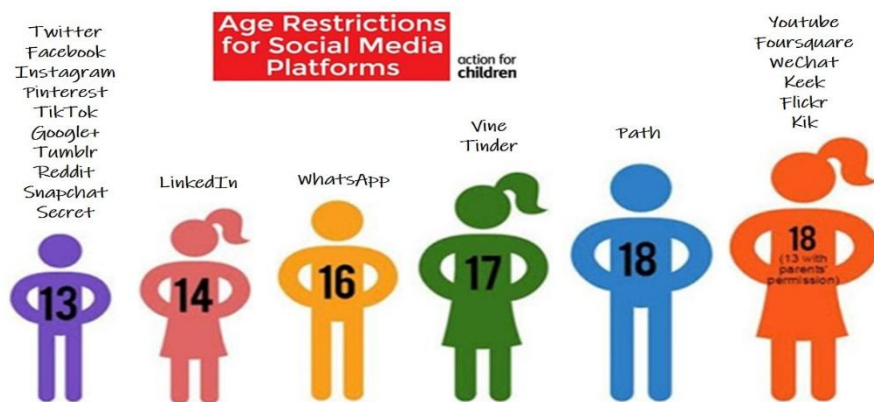 Age Restrictions
for Social Media
Platforms
action for
children
Twitter
Facebook
Instagram
Pinterest
TikTok
Google+
Tumblr
Reddit
Snapchat
Secret
13
LinkedIn
14
WhatsApp
16
Vine
Tinder
17
Path
18
Youtube
Foursquare
WeChat
Keek
Flickr
Kik
18
(13 with
parents'
permission)